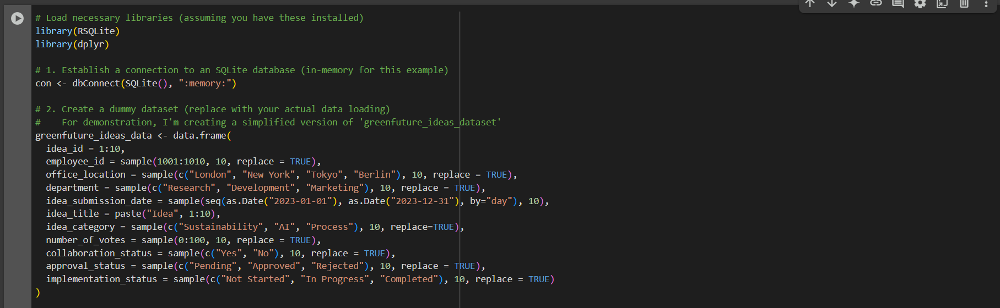 # Load necessary libraries (assuming you have these installed)
library(RSQLite)
library(dplyr)
# 1. Establish a connection to an SQLite database (in-memory for this example)
con <- dbConnect(SQLite(), ":memory:")
# 2. Create a dummy dataset (replace with your actual data loading)
#    For demonstration, I'm creating a simplified version of 'greenfuture_ideas_dataset'
greenfuture_ideas_data <- data.frame(
  idea_id = 1:10,
  employee_id = sample(1001:1010, 10, replace = TRUE),
  office_location = sample(c("London", "New York", "Tokyo", "Berlin"), 10, replace = TRUE),
  department = sample(c("Research", "Development", "Marketing"), 10, replace = TRUE),
  idea_submission_date = sample(seq(as.Date("2023-01-01"), as.Date("2023-12-31"), by="day"), 10),
  idea_title = paste("Idea", 1:10),
  idea_category = sample(c("Sustainability", "AI", "Process"), 10, replace=TRUE),
  number_of_votes = sample(0:100, 10, replace = TRUE),
  collaboration_status = sample(c("Yes", "No"), 10, replace = TRUE),
  approval_status = sample(c("Pending", "Approved", "Rejected"), 10, replace = TRUE),
  implementation_status = sample(c("Not Started", "In Progress", "Completed"), 10, replace = TRUE)
)